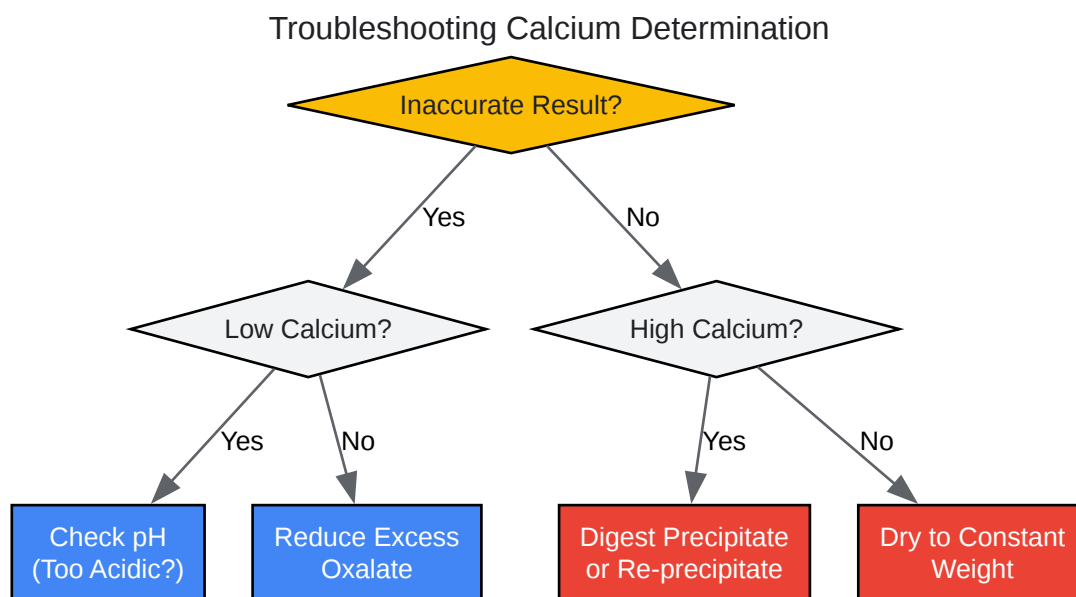 Troubleshooting Calcium Determination
Inaccurate Result?
Yes
No
Low Calcium?
High Calcium?
Yes
No
Yes
No
Check pH
(Too Acidic?)
Reduce Excess
Oxalate
Digest Precipitate
or Re-precipitate
Dry to Constant
Weight